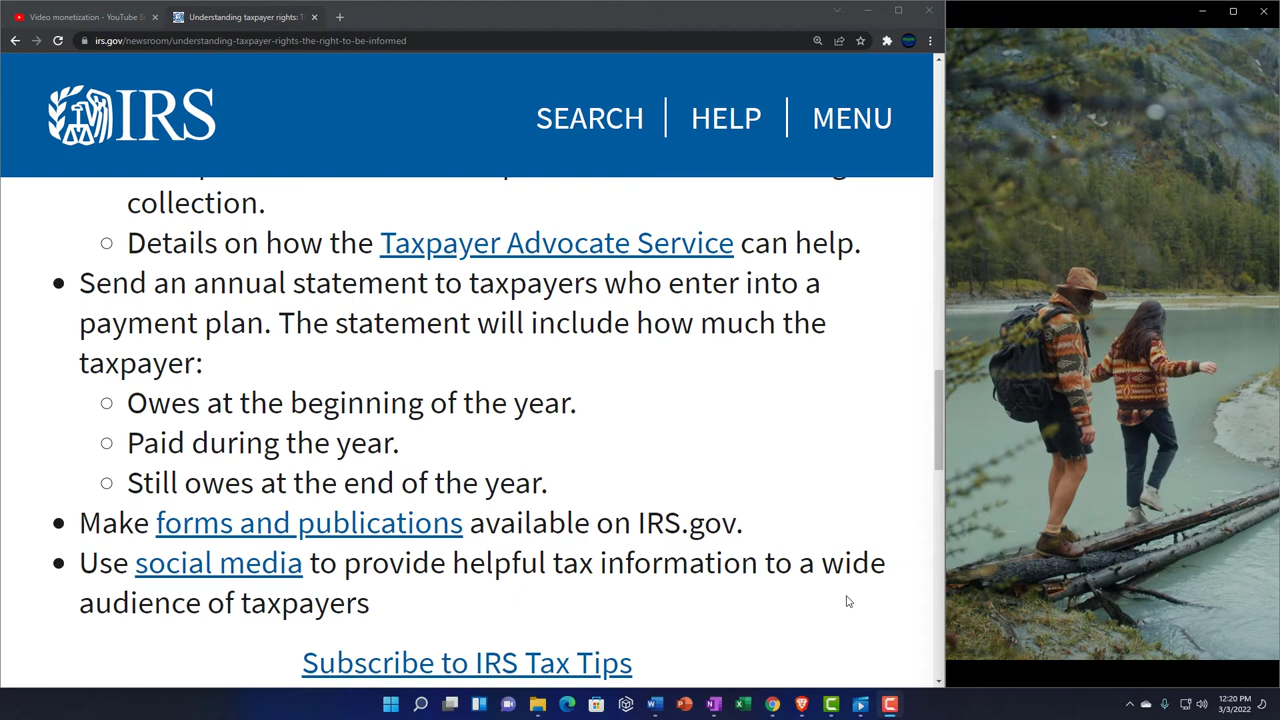 Video monetization - YouTube S
Understanding taxpayer rights: T
irs.gov/newsroom/understanding-taxpayer-rights-the-right-to-be-informed
IRS
SEARCH
HELP
MENU
collection.
Details on how the Taxpayer Advocate Service can help.
Send an annual statement to taxpayers who enter into a
payment plan. The statement will include how much the
taxpayer:
Owes at the beginning of the year.
Paid during the year.
Still owes at the end of the year.
Make forms and publications available on IRS.gov.
Use social media to provide helpful tax information to a wide
audience of taxpayers
Subscribe to IRS Tax Tips
12:20 PM
3/3/2022